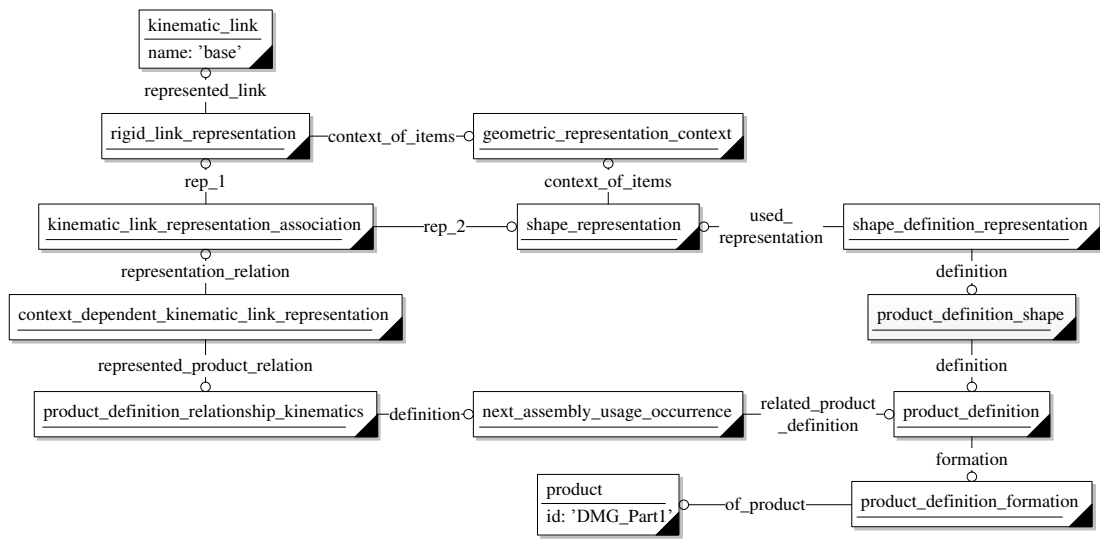 kinematic_link
name: ’base’
represented_link
rigid_link_representation
context_of_items
geometric_representation_context
rep_1
context_of_items
kinematic_link_representation_association
rep_2
shape_representation
used_
representation
shape_definition_representation
representation_relation
definition
context_dependent_kinematic_link_representation
product_definition_shape
represented_product_relation
definition
product_definition_relationship_kinematics
definition
next_assembly_usage_occurrence
related_product
_definition
product_definition
formation
product
id: ’DMG_Part1’
of_product
product_definition_formation